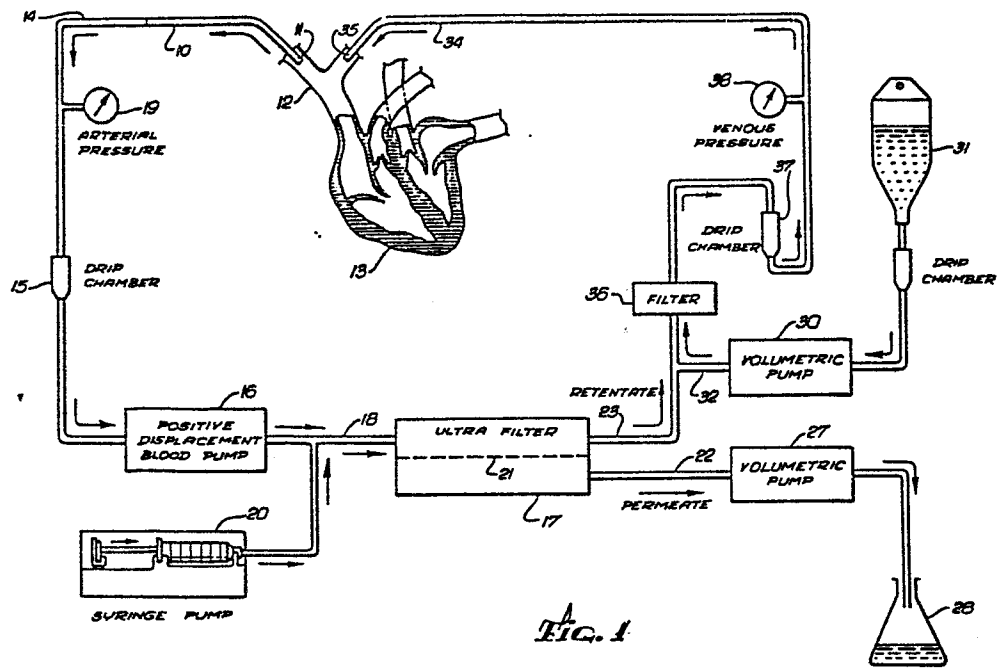 14
10
11
35
34
12
19
ARTERIAL
PRESSURE
38
VENOUS
PRESSURE
31
37
DRIP
CHAMBER
13
15
DRIP
CHAMBER
DRIP
CHAMBER
36
FILTER
30
VOLUMETRIC
PUMP
32
RETENTATE
16
POSITIVE
DISPLACEMENT
BLOOD PUMP
18
ULTRA FILTER
21
17
23
22
PERMEATE
27
VOLUMETRIC
PUMP
20
SYRINGE PUMP
28
FIG. 1